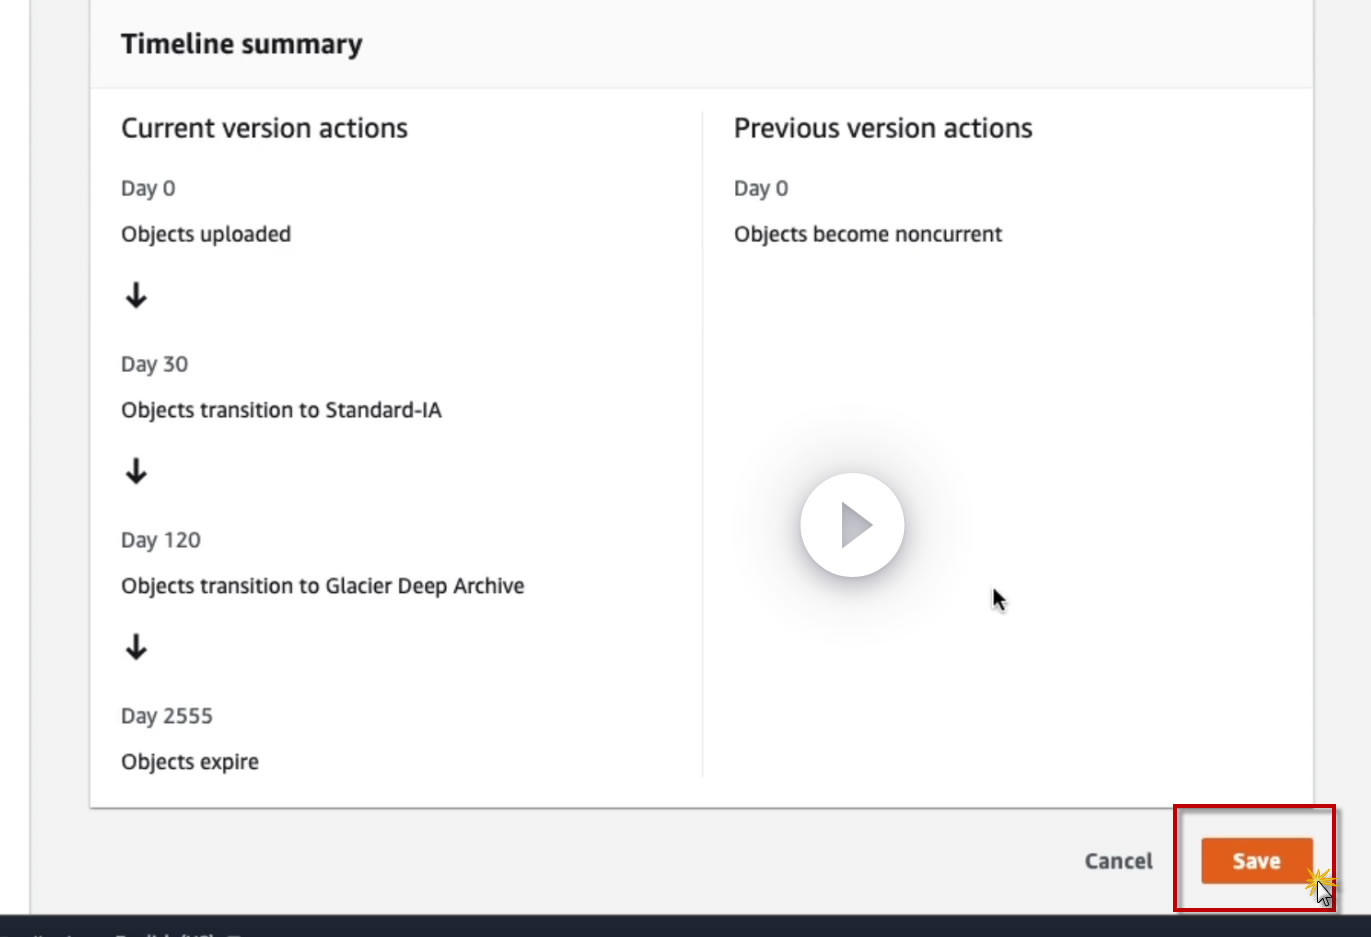 Timeline summary
Current version actions
Day 0
Objects uploaded
Day 30
Objects transition to Standard-IA
Day 120
Objects transition to Glacier Deep Archive
Day 2555
Objects expire
Previous version actions
Day 0
Objects become noncurrent
Cancel
Save